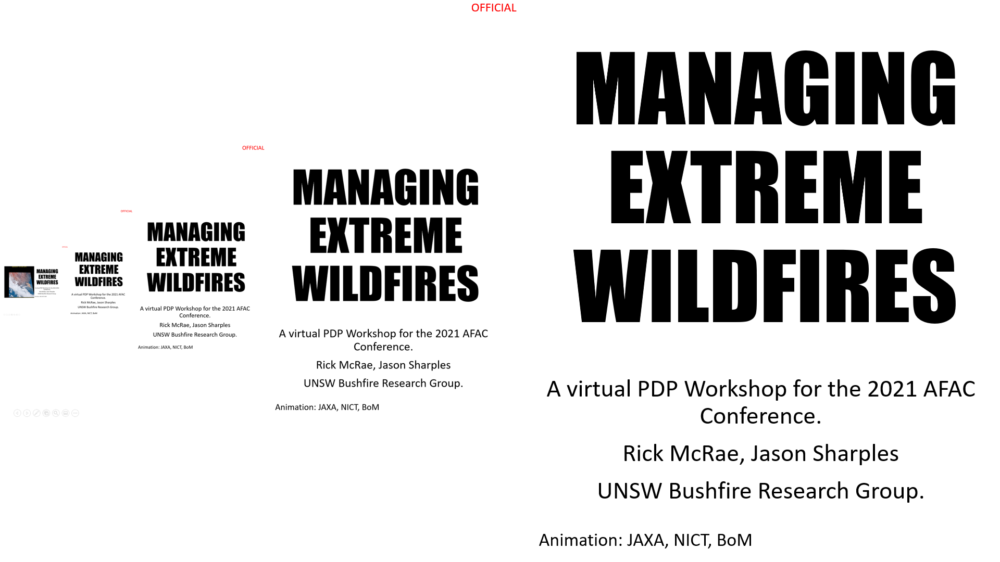 OFFICIAL
MANAGING
EXTREME
WILDFIRES
A virtual PDP Workshop for the 2021 AFAC
Conference.
Rick McRae, Jason Sharples
UNSW Bushfire Research Group.
Animation: JAXA, NICT, BoM
OFFICIAL
MANAGING
EXTREME
WILDFIRES
A virtual PDP Workshop for the 2021 AFAC
Conference.
Rick McRae, Jason Sharples
UNSW Bushfire Research Group.
Animation: JAXA, NICT, BoM
OFFICIAL
MANAGING
EXTREME
WILDFIRES
A virtual PDP Workshop for the 2021 AFAC
Conference.
Rick McRae, Jason Sharples
UNSW Bushfire Research Group.
Animation: JAXA, NICT, BoM
OFFICIAL
MANAGING
EXTREME
WILDFIRES
A virtual PDP Workshop for the 2021 AFAC
Conference.
Rick McRae, Jason Sharples
UNSW Bushfire Research Group.
Animation: JAXA, NICT, BoM
MANAGING
EXTREME
WILDFIRES